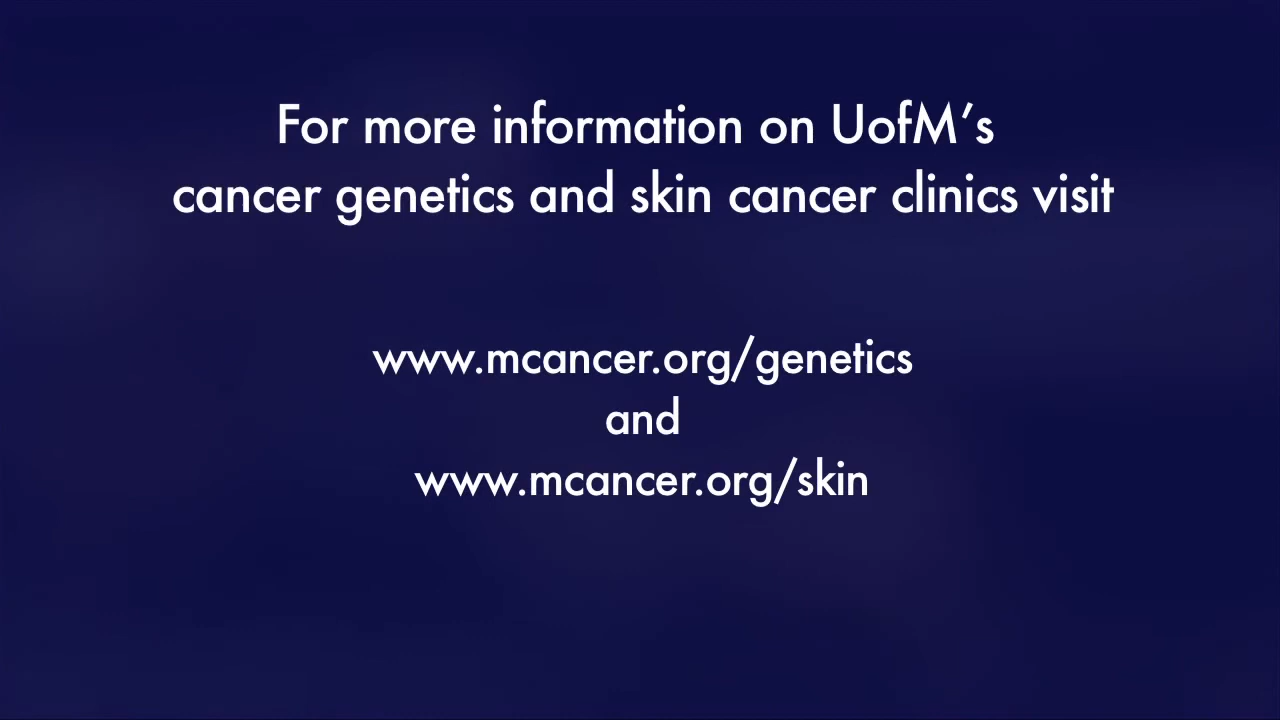 For more information on UofM’s
cancer genetics and skin cancer clinics visit
www.mcancer.org/genetics
and
www.mcancer.org/skin